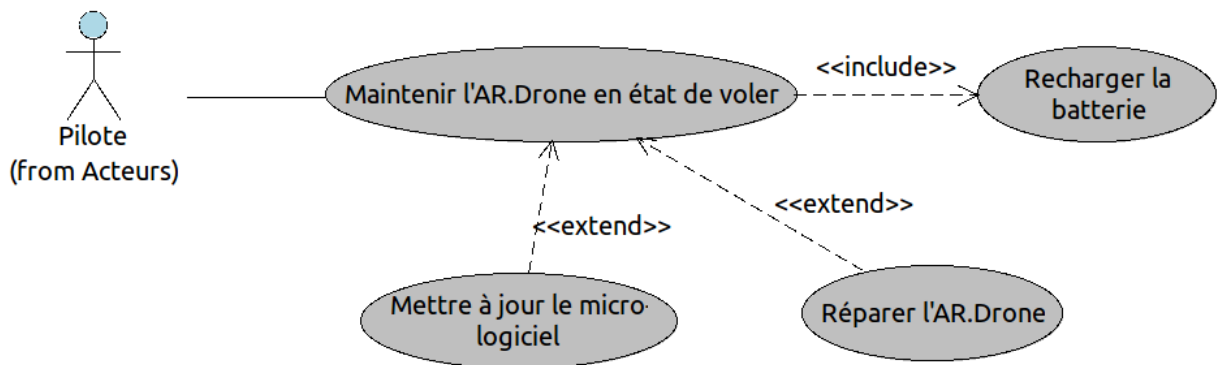 Pilote
(from Acteurs)
Maintenir l'AR.Drone en état de voler
<<include>>
Recharger la
batterie
<<extend>>
<<extend>>
Mettre à jour le micro-
logiciel
Réparer l'AR.Drone